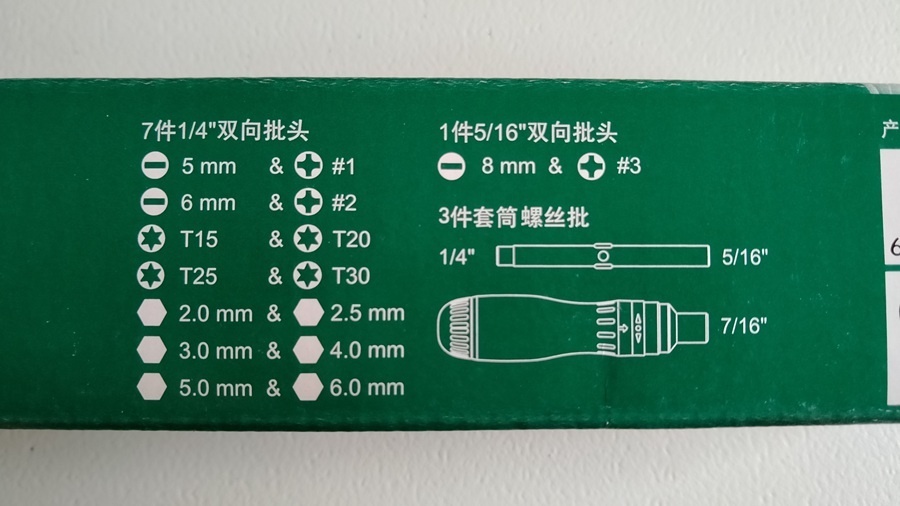 7件1/4"双向批头
5 mm & #1
6 mm & #2
T15 & T20
T25 & T30
2.0 mm & 2.5 mm
3.0 mm & 4.0 mm
5.0 mm & 6.0 mm
1件5/16"双向批头
8 mm & #3
3件套筒螺丝批
1/4" 5/16"
7/16"
产
6